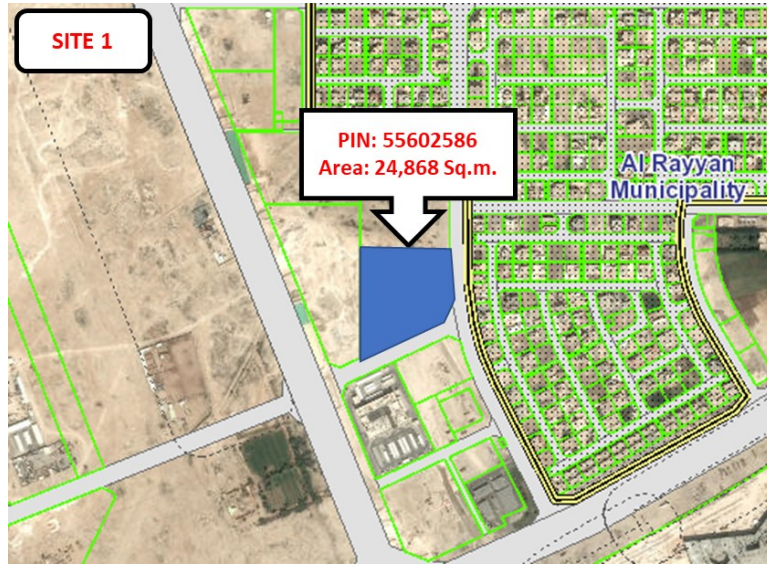 SITE 1
PIN: 55602586
Area: 24,868 Sq.m.
Al Rayyan
Municipality